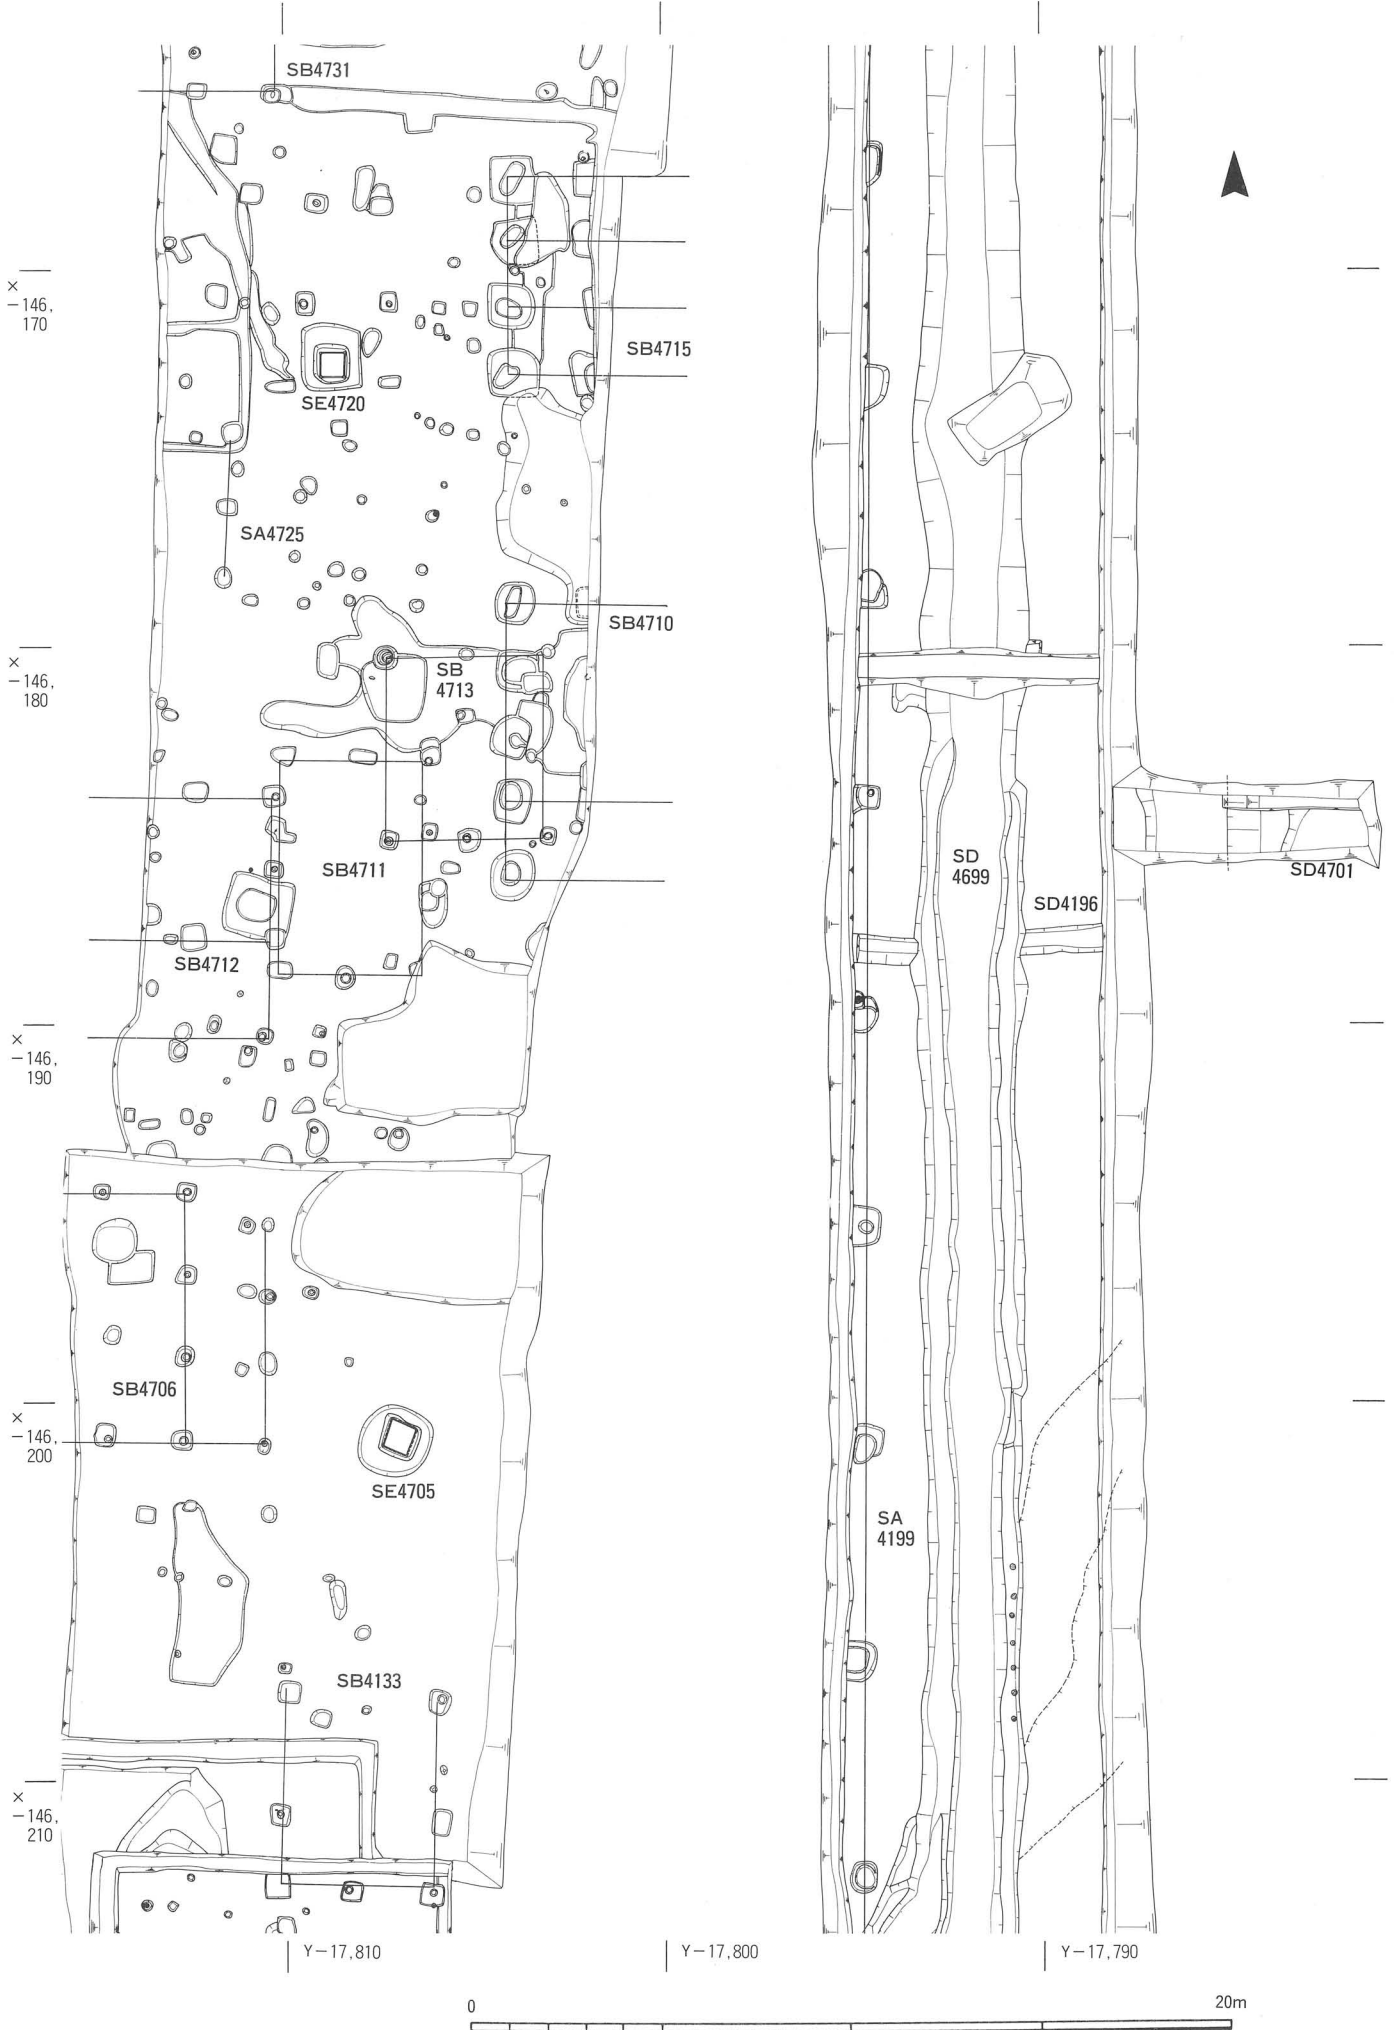 SB4731
×
−146,
170
SB4715
SE4720
SA4725
SB4710
×
−146,
180
SB
4713
SB4711
SD
4699
SD4701
SD4196
SB4712
×
−146,
190
SB4706
×
−146,
200
SE4705
SA
4199
SB4133
×
−146,
210
Y−17,810
Y−17,800
Y−17,790
0
20m